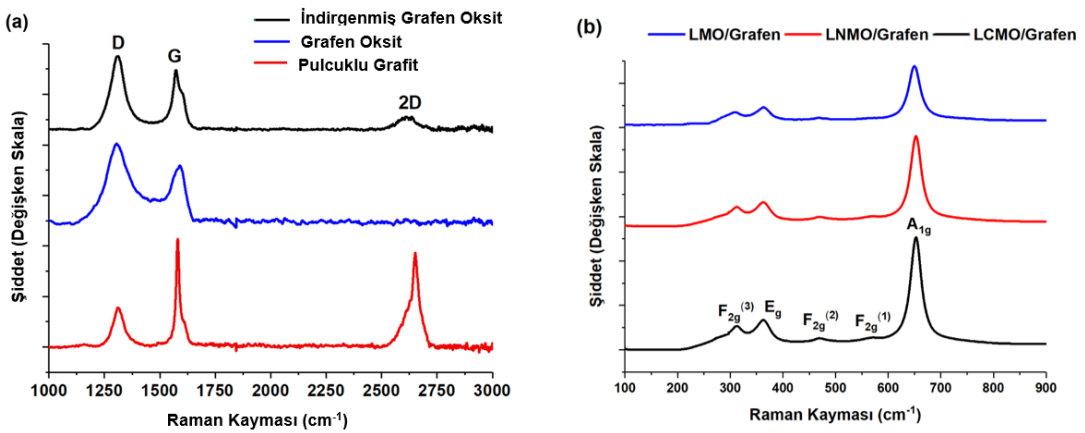 (a)
İndirgenmiş Grafen Oksit
Grafen Oksit
Pulcuklu Grafit
D
G
2D
Şiddet (Değişken Skala)
1000 1250 1500 1750 2000 2250 2500 2750 3000
Raman Kayması (cm⁻¹)
(b)
LMO/Grafen LNMO/Grafen LCMO/Grafen
A₁g
F₂g⁽³⁾ Eg F₂g⁽²⁾ F₂g⁽¹⁾
Şiddet (Değişken Skala)
100 200 300 400 500 600 700 800 900
Raman Kayması (cm⁻¹)